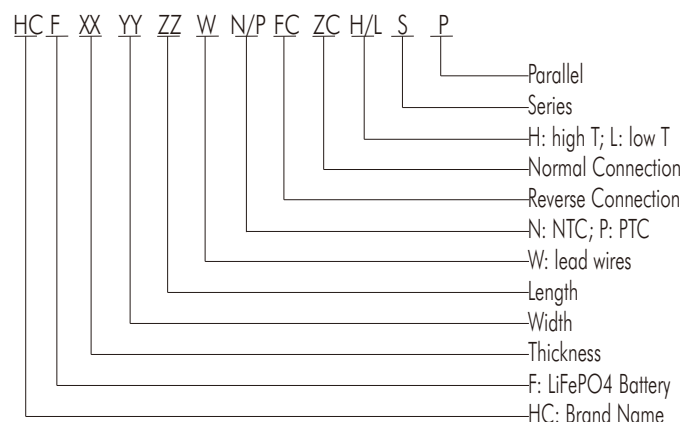 HC F XX YY ZZ W N/P FC ZC H/L S P
Parallel
Series
H: high T; L: low T
Normal Connection
Reverse Connection
N: NTC; P: PTC
W: lead wires
Length
Width
Thickness
F: LiFePO4 Battery
HC: Brand Name